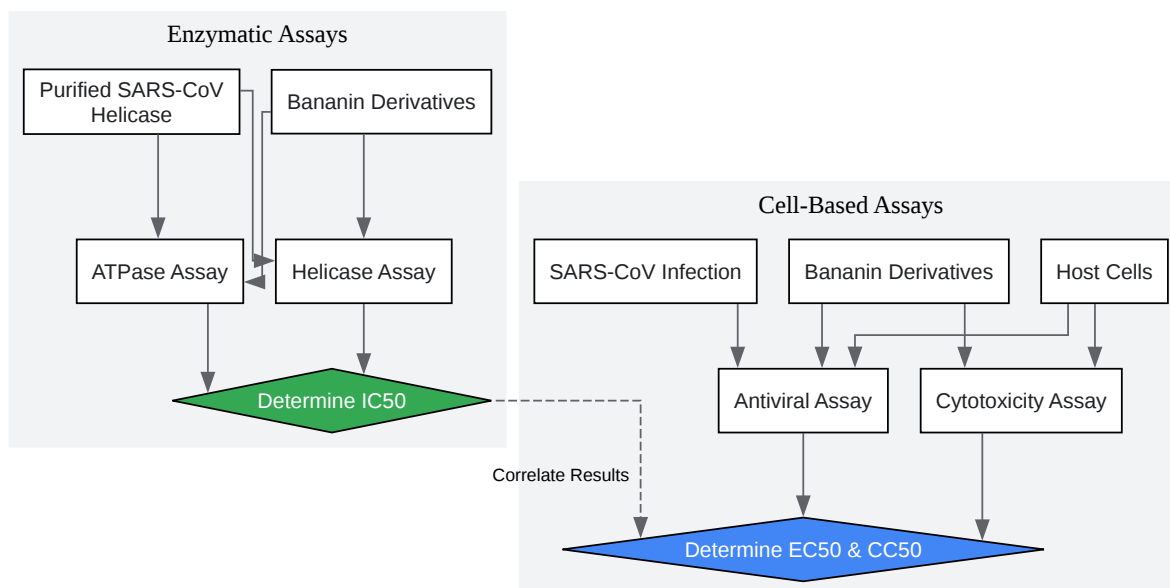 Enzymatic Assays
Purified SARS-CoV
Helicase
Bananin Derivatives
ATPase Assay
Helicase Assay
Determine IC50
Correlate Results
Cell-Based Assays
SARS-CoV Infection
Bananin Derivatives
Host Cells
Antiviral Assay
Cytotoxicity Assay
Determine EC50 & CC50